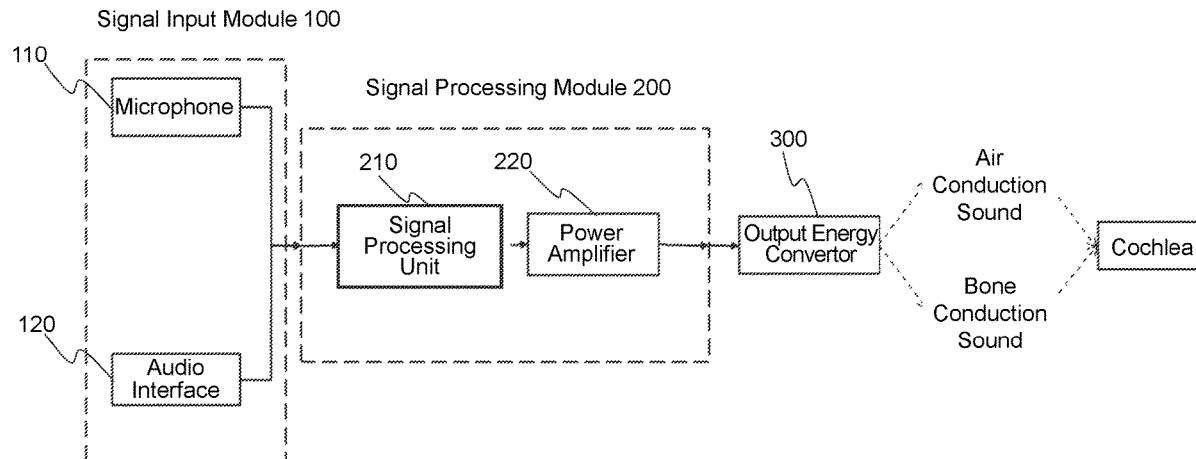 Signal Input Module 100
110
Microphone
Signal Processing Module 200
210
220
300
Air
Conduction
Sound
Signal
Processing
Unit
Power
Amplifier
Output Energy
Convertor
Cochlea
Bone
Conduction
Sound
120
Audio
Interface